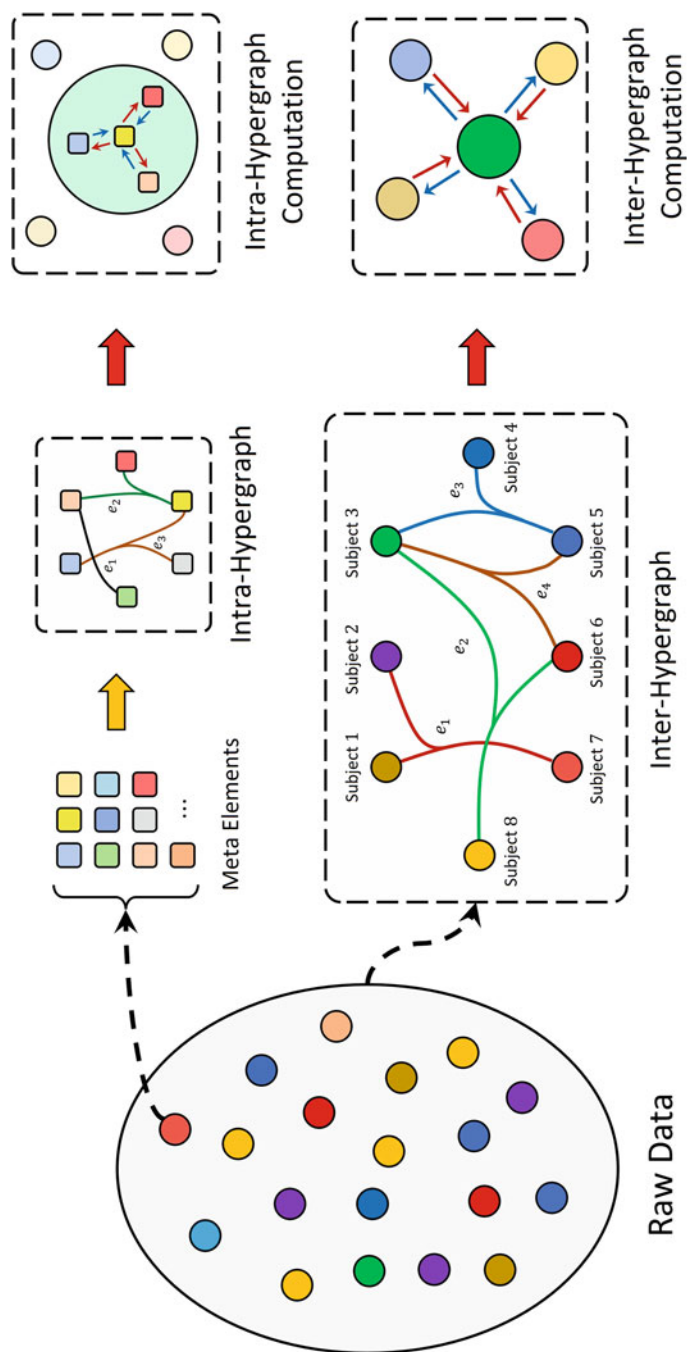 Raw Data
Meta Elements
...
Intra-Hypergraph
e1
e2
e3
Intra-Hypergraph
Computation
Subject 1
Subject 2
Subject 3
Subject 4
Subject 5
Subject 6
Subject 7
Subject 8
e1
e2
e3
e4
Inter-Hypergraph
Inter-Hypergraph
Computation